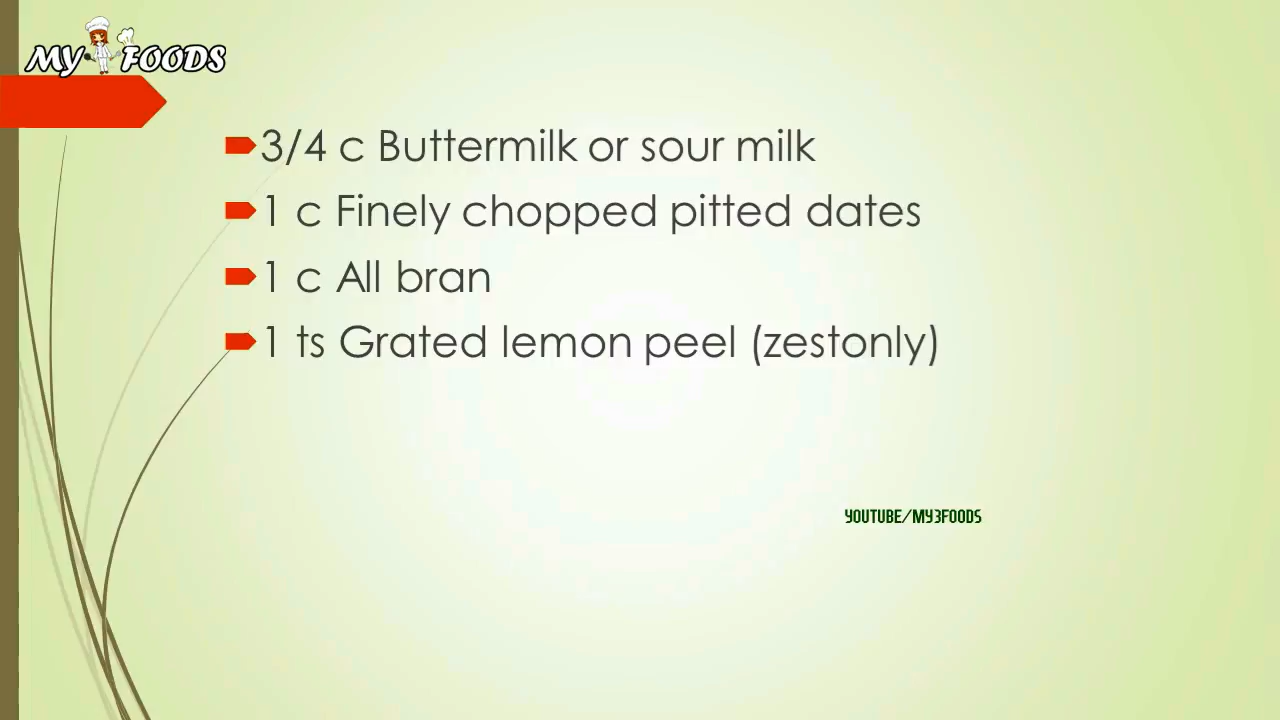 MY FOODS
3/4 c Buttermilk or sour milk
1 c Finely chopped pitted dates
1 c All bran
1 ts Grated lemon peel (zestonly)
YOUTUBE/MY3FOODS